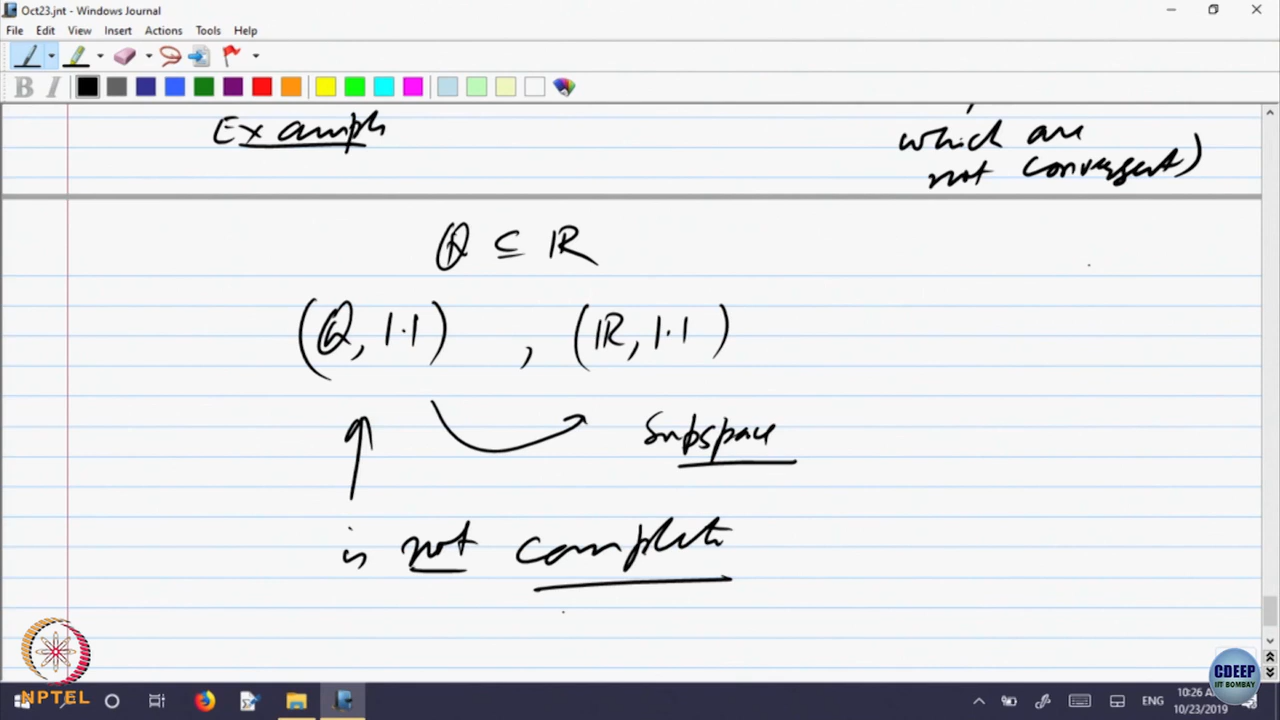 Oct23.jnt - Windows Journal
File Edit View Insert Actions Tools Help
B I
Example
which are
not convergent)
ℚ ⊆ ℝ
(ℚ, |·|) , (ℝ, |·|)
Subspace
is not complete
NPTEL
CDEEP
IIT BOMBAY
ENG
10:26 A
10/23/2019